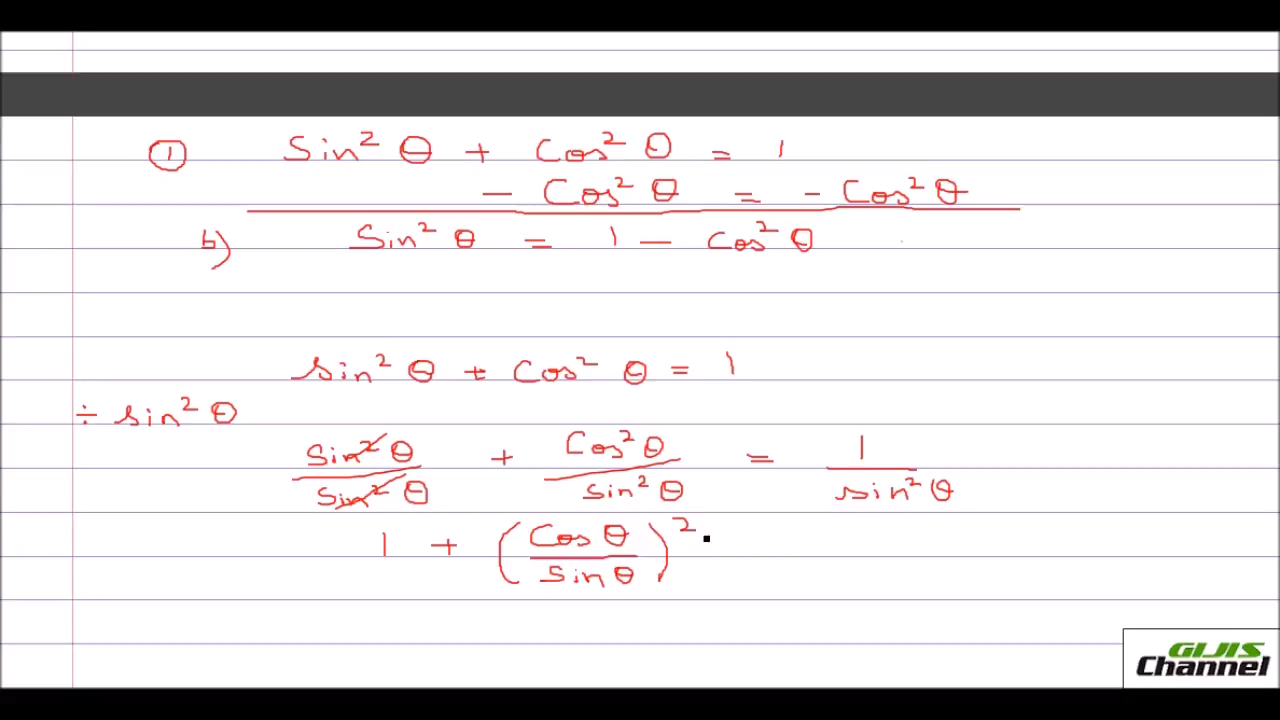 ① Sin² θ + Cos² θ = 1
- Cos² θ = - Cos² θ
b) Sin² θ = 1 - Cos² θ
sin² θ + Cos² θ = 1
÷ sin² θ
Sin² θ / Sin² θ + Cos² θ / sin² θ = 1 / sin² θ
1 + (Cos θ / sin θ)²
GIJIS
Channel